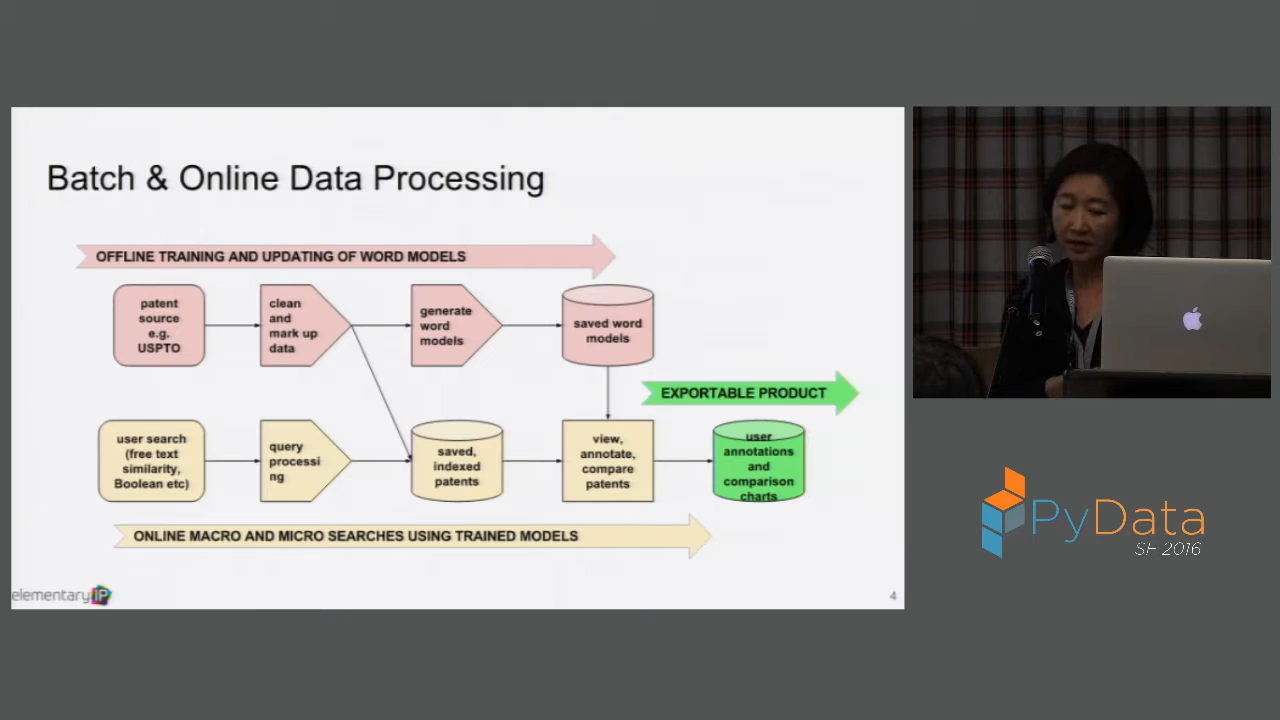 Batch & Online Data Processing
OFFLINE TRAINING AND UPDATING OF WORD MODELS
patent
source
e.g.
USPTO
clean
and
mark up
data
generate
word
models
saved word
models
EXPORTABLE PRODUCT
user search
(free text
similarity,
Boolean etc)
query
processi
ng
saved,
indexed
patents
view,
annotate,
compare
patents
user
annotations
and
comparison
charts
ONLINE MACRO AND MICRO SEARCHES USING TRAINED MODELS
elementary IP
4
PyData
SF 2016